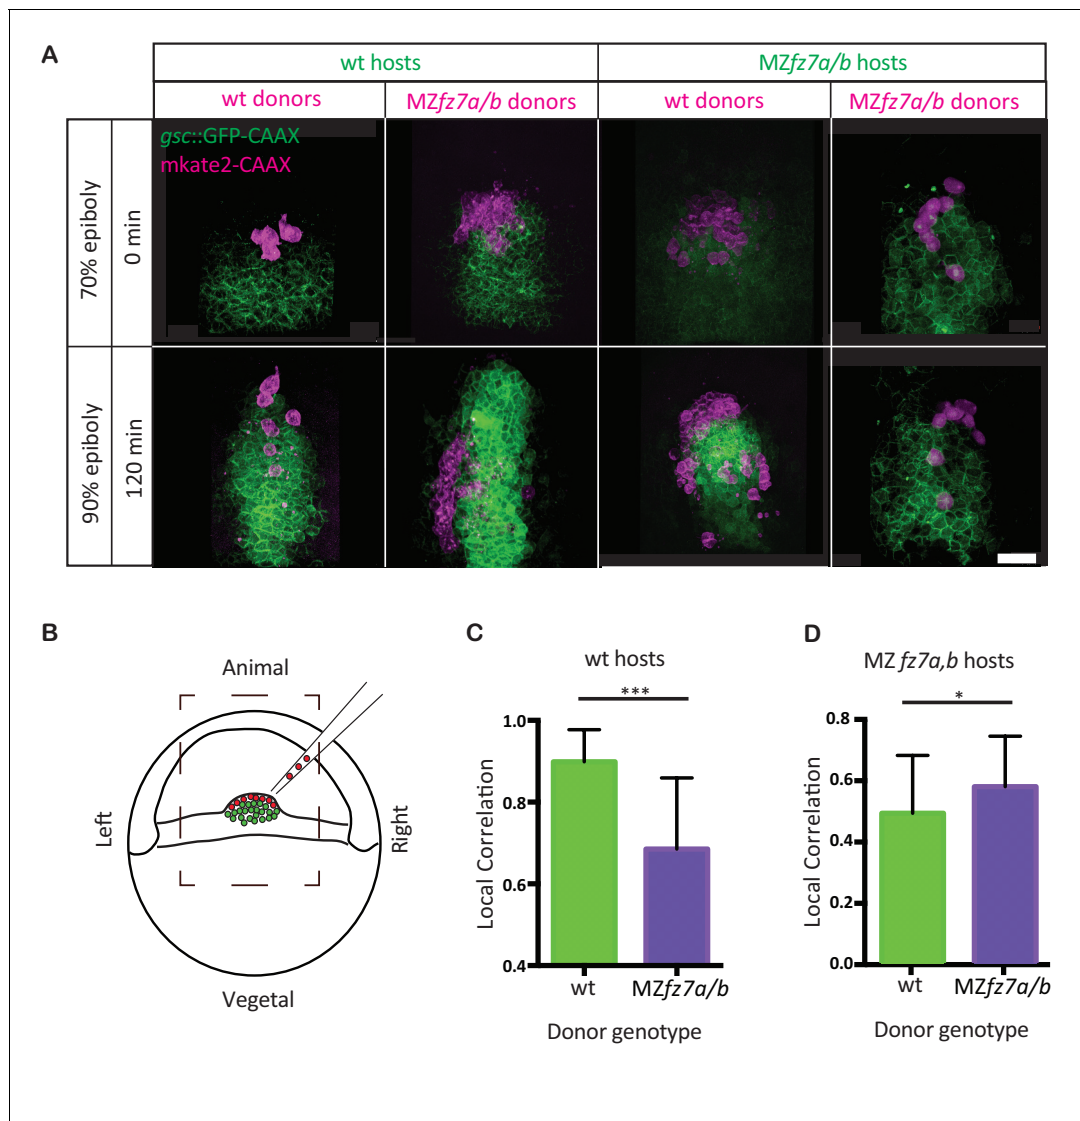 A
wt hosts
MZfz7a/b hosts
wt donors
MZfz7a/b donors
wt donors
MZfz7a/b donors
gsc::GFP-CAAX
mkate2-CAAX
70% epiboly
0 min
90% epiboly
120 min
B
Animal
Left
Right
Vegetal
C
wt hosts
***
Local Correlation
1.0
0.8
0.6
0.4
wt
MZfz7a/b
Donor genotype
D
MZ fz7a,b hosts
*
Local Correlation
0.8
0.6
0.4
0.2
0.0
wt
MZfz7a/b
Donor genotype